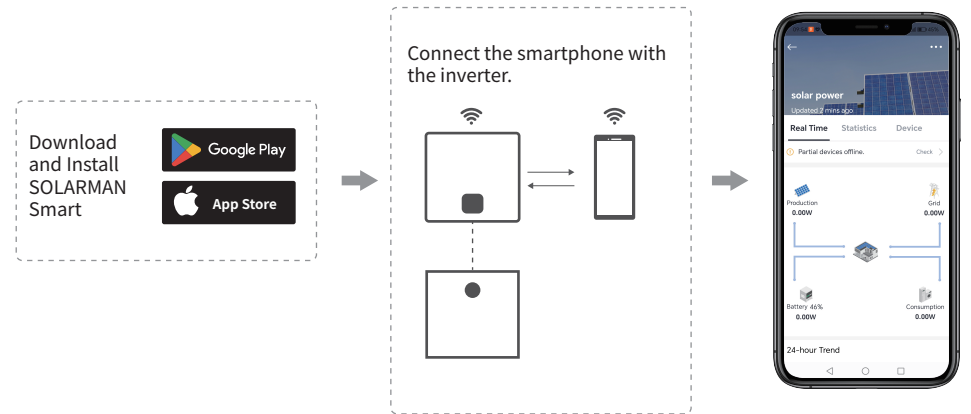 Download
and Install
SOLARMAN
Smart
Google Play
App Store
Connect the smartphone with
the inverter.
solar power
Updated 2 mins ago
Real Time Statistics Device
Partial devices offline. Check
Production
0.00W
Grid
0.00W
Battery 46%
0.00W
Consumption
0.00W
24-hour Trend